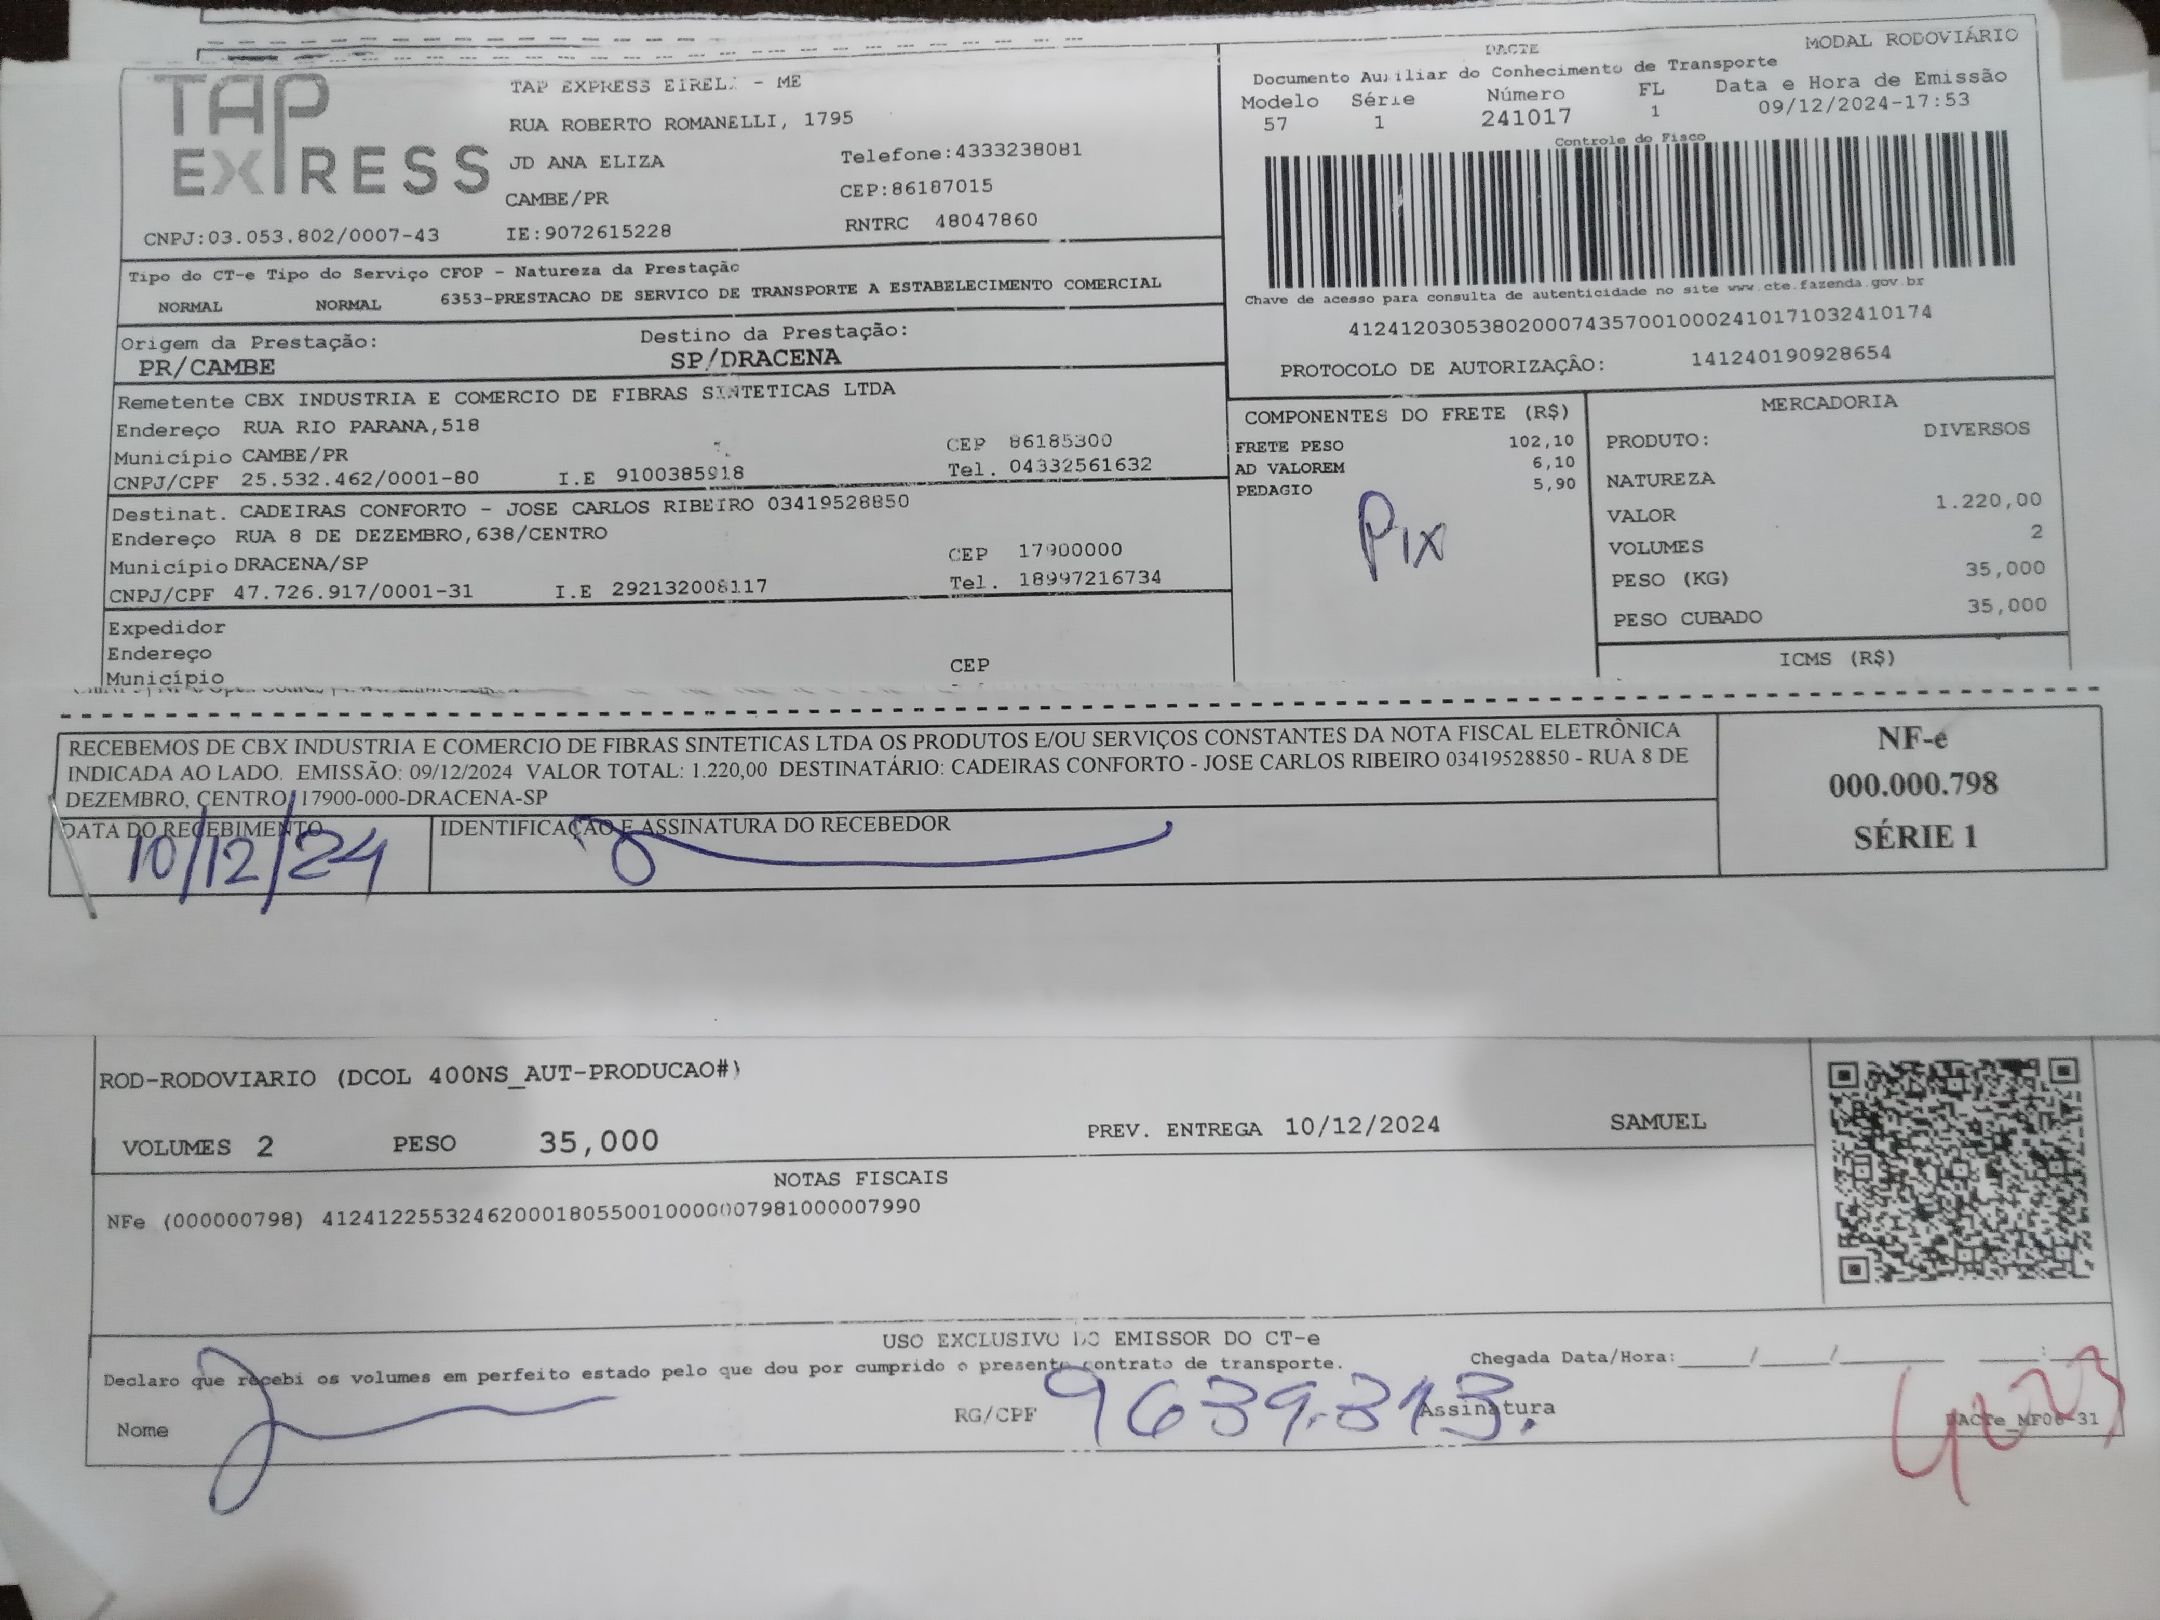 TAP EXPRESS
TAP EXPRESS EIRELI - ME
RUA ROBERTO ROMANELLI, 1795
JD ANA ELIZA Telefone:4333238081
CAMBE/PR CEP:86187015
CNPJ:03.053.802/0007-43 IE:9072615228 RNTRC 48047860
DACTE MODAL RODOVIÁRIO
Documento Auxiliar do Conhecimento de Transporte
Modelo Série Número FL Data e Hora de Emissão
57 1 241017 1 09/12/2024-17:53
Controle do Fisco
Chave de acesso para consulta de autenticidade no site www.cte.fazenda.gov.br
41241203053802000743570010002410171032410174
PROTOCOLO DE AUTORIZAÇÃO: 141240190928654
Tipo do CT-e Tipo do Serviço CFOP - Natureza da Prestação
NORMAL NORMAL 6353-PRESTACAO DE SERVICO DE TRANSPORTE A ESTABELECIMENTO COMERCIAL
Origem da Prestação: Destino da Prestação:
PR/CAMBE SP/DRACENA
Remetente CBX INDUSTRIA E COMERCIO DE FIBRAS SINTETICAS LTDA
Endereço RUA RIO PARANA,518
Município CAMBE/PR CEP 86185300
CNPJ/CPF 25.532.462/0001-80 I.E 9100385918 Tel. 04332561632
Destinat. CADEIRAS CONFORTO - JOSE CARLOS RIBEIRO 03419528850
Endereço RUA 8 DE DEZEMBRO,638/CENTRO
Município DRACENA/SP CEP 17900000
CNPJ/CPF 47.726.917/0001-31 I.E 292132008117 Tel. 18997216734
Expedidor
Endereço
Município CEP
COMPONENTES DO FRETE (R$)
FRETE PESO 102,10
AD VALOREM 6,10
PEDAGIO 5,90
Pix
MERCADORIA
PRODUTO: DIVERSOS
NATUREZA
VALOR 1.220,00
VOLUMES 2
PESO (KG) 35,000
PESO CUBADO 35,000
ICMS (R$)
RECEBEMOS DE CBX INDUSTRIA E COMERCIO DE FIBRAS SINTETICAS LTDA OS PRODUTOS E/OU SERVIÇOS CONSTANTES DA NOTA FISCAL ELETRÔNICA
INDICADA AO LADO. EMISSÃO: 09/12/2024 VALOR TOTAL: 1.220,00 DESTINATÁRIO: CADEIRAS CONFORTO - JOSE CARLOS RIBEIRO 03419528850 - RUA 8 DE
DEZEMBRO, CENTRO, 17900-000-DRACENA-SP
DATA DO RECEBIMENTO IDENTIFICAÇÃO E ASSINATURA DO RECEBEDOR
10/12/24
NF-e
000.000.798
SÉRIE 1
ROD-RODOVIARIO (DCOL 400NS_AUT-PRODUCAO#)
VOLUMES 2 PESO 35,000 PREV. ENTREGA 10/12/2024 SAMUEL
NOTAS FISCAIS
NFe (000000798) 41241225532462000180550010000007981000007990
USO EXCLUSIVO DO EMISSOR DO CT-e
Declaro que recebi os volumes em perfeito estado pelo que dou por cumprido o presente contrato de transporte. Chegada Data/Hora:____/____/____ __:__
Nome RG/CPF 9639.313. Assinatura
DACTe_MF06-31